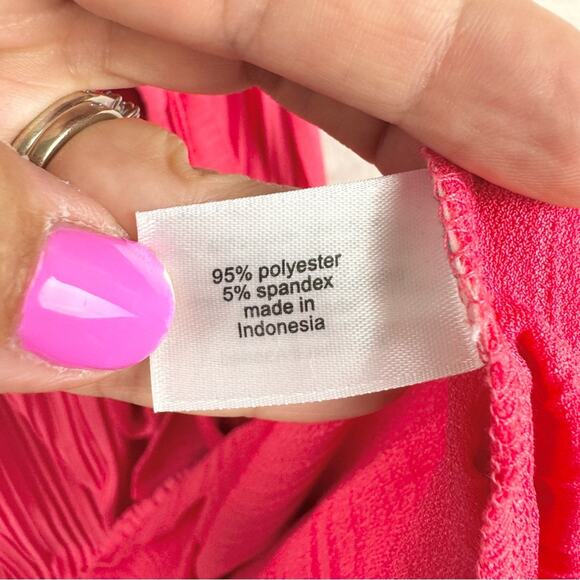 95% polyester
5% spandex
made in
Indonesia